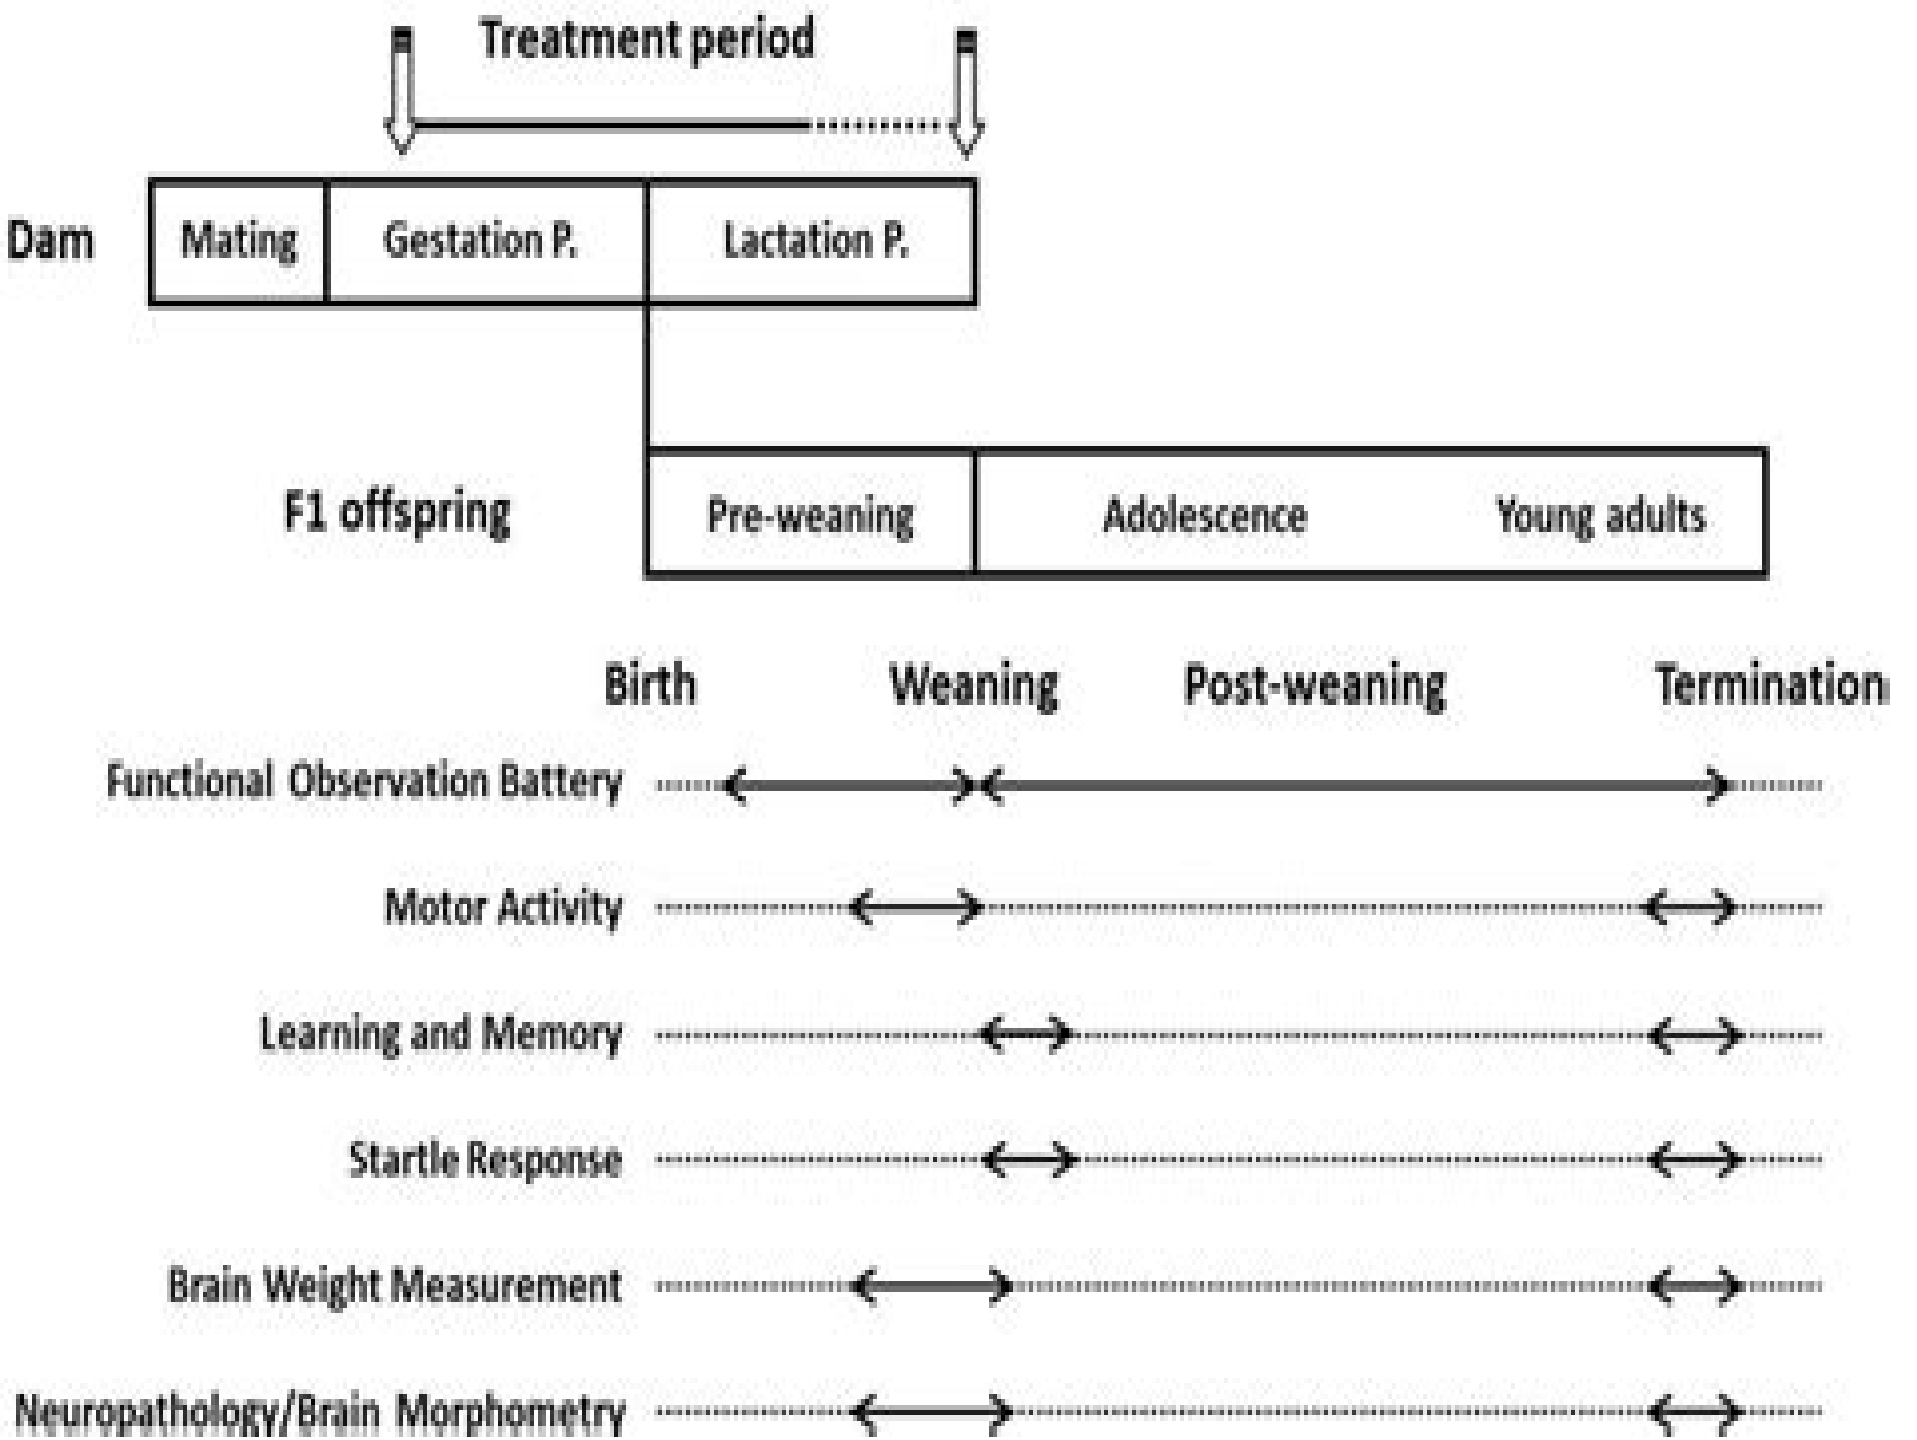 Treatment period
Dam
Mating
Gestation P.
Lactation P.
F1 offspring
Pre-weaning
Adolescence
Young adults
Birth
Weaning
Post-weaning
Termination
Functional Observation Battery
Motor Activity
Learning and Memory
Startle Response
Brain Weight Measurement
Neuropathology/Brain Morphometry